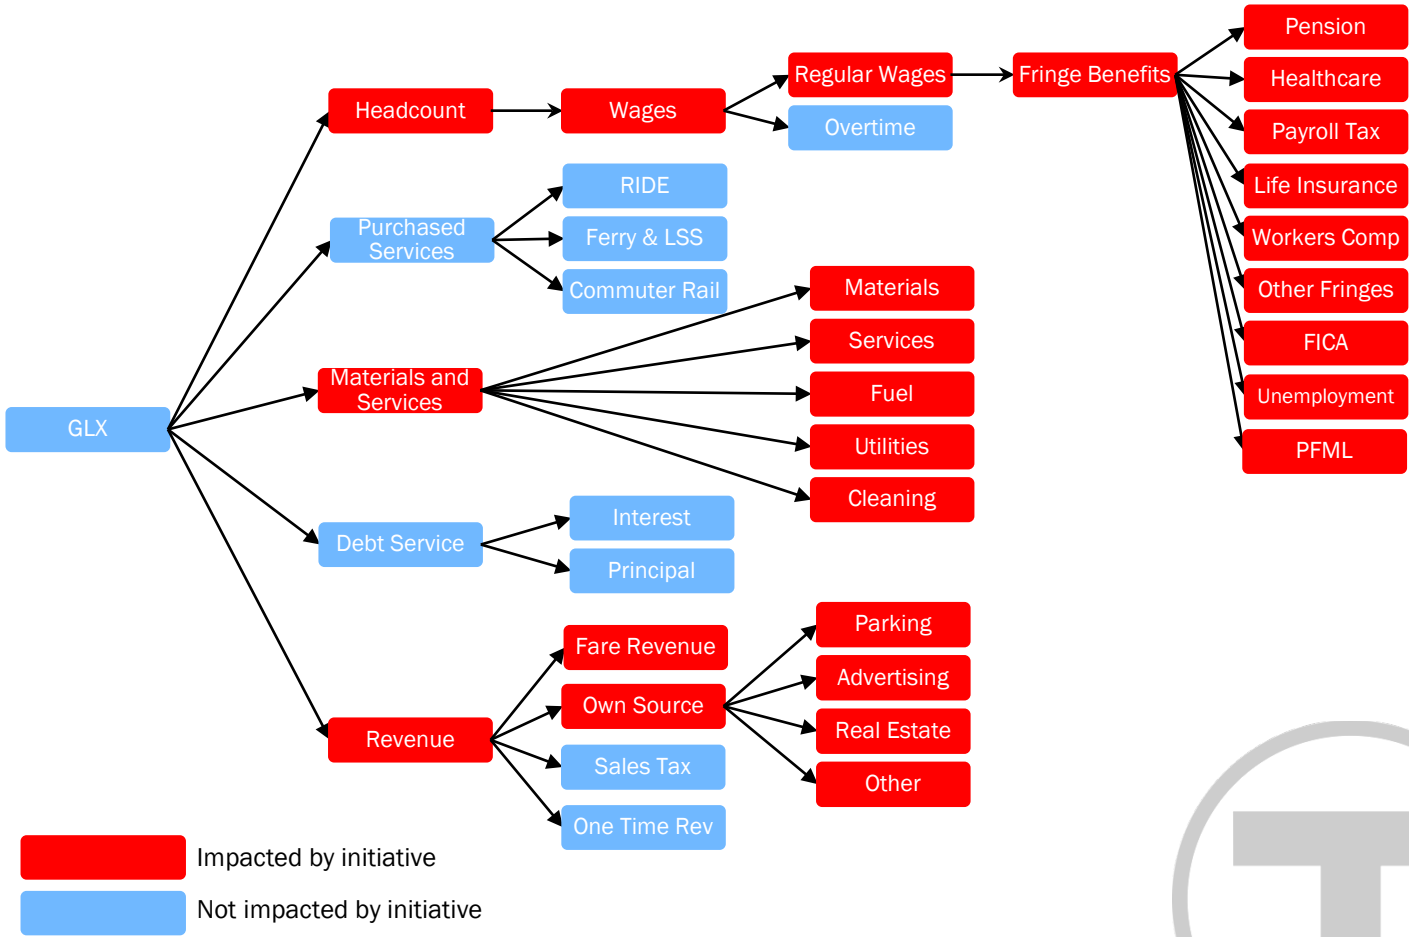 Pension
Regular Wages
Fringe Benefits
Healthcare
Headcount
Wages
Overtime
Payroll Tax
RIDE
Life Insurance
Purchased
Services
Ferry & LSS
Workers Comp
Commuter Rail
Materials
Other Fringes
Services
FICA
Materials and
Services
Fuel
Unemployment
GLX
Utilities
PFML
Cleaning
Interest
Debt Service
Principal
Parking
Fare Revenue
Advertising
Own Source
Revenue
Real Estate
Sales Tax
Other
One Time Rev
Impacted by initiative
Not impacted by initiative
T